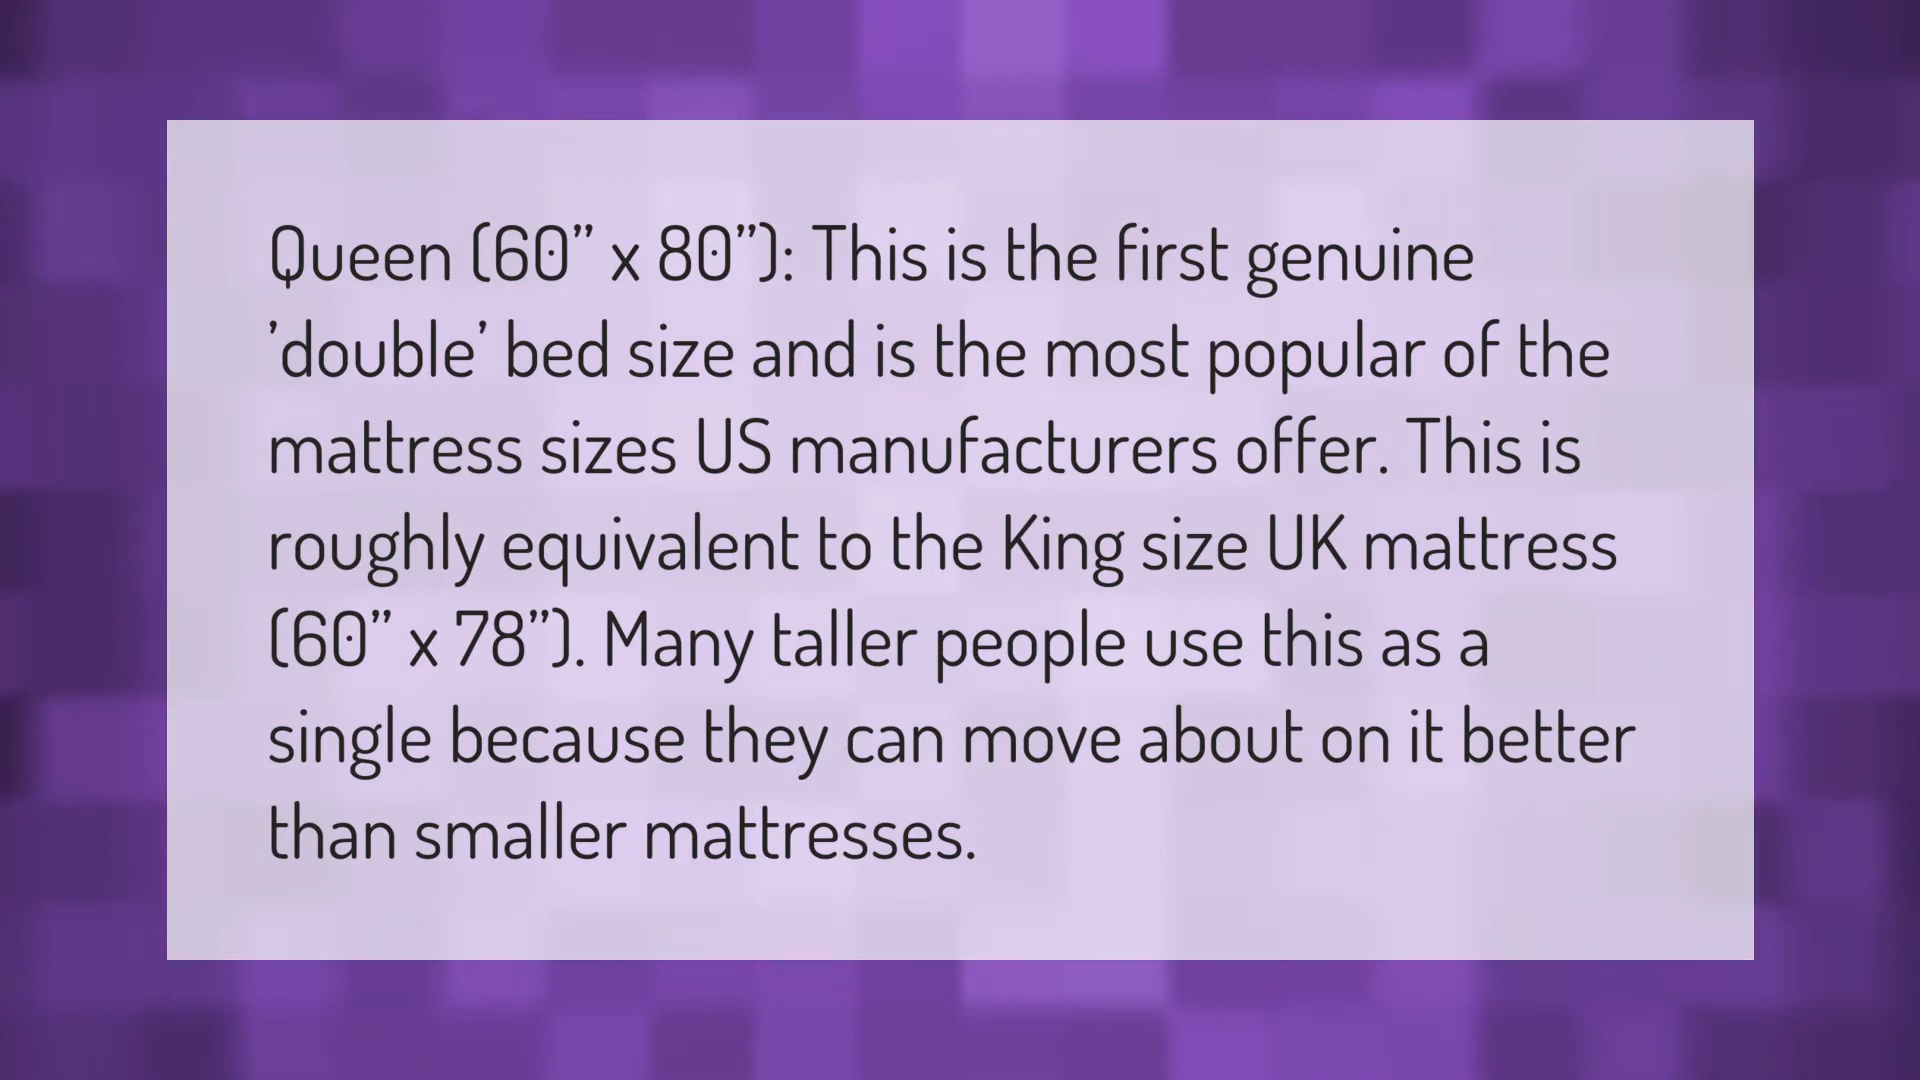 Queen (60” x 80”): This is the first genuine
’double’ bed size and is the most popular of the
mattress sizes US manufacturers offer. This is
roughly equivalent to the King size UK mattress
(60” x 78”). Many taller people use this as a
single because they can move about on it better
than smaller mattresses.